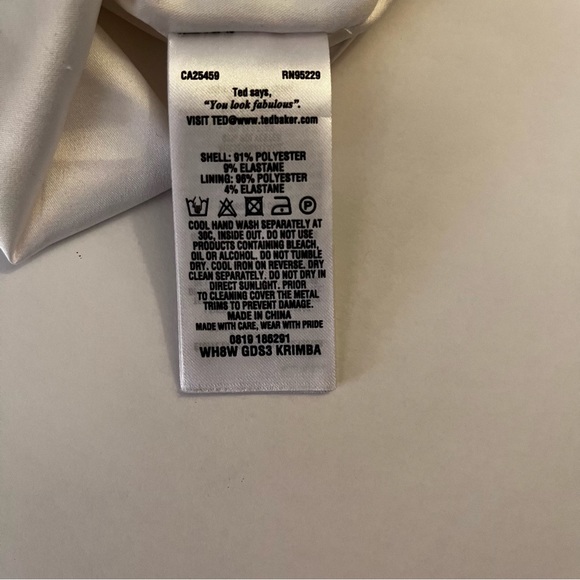 CA25459 RN95229
Ted says,
"You look fabulous".
VISIT TED@www.tedbaker.com
SHELL: 91% POLYESTER
9% ELASTANE
LINING: 96% POLYESTER
4% ELASTANE
P
COOL HAND WASH SEPARATELY AT
30C, INSIDE OUT. DO NOT USE
PRODUCTS CONTAINING BLEACH,
OIL OR ALCOHOL. DO NOT TUMBLE
DRY. COOL IRON ON REVERSE. DRY
CLEAN SEPARATELY. DO NOT DRY IN
DIRECT SUNLIGHT. PRIOR
TO CLEANING COVER THE METAL
TRIMS TO PREVENT DAMAGE.
MADE IN CHINA
MADE WITH CARE, WEAR WITH PRIDE
0819 186291
WH8W GDS3 KRIMBA